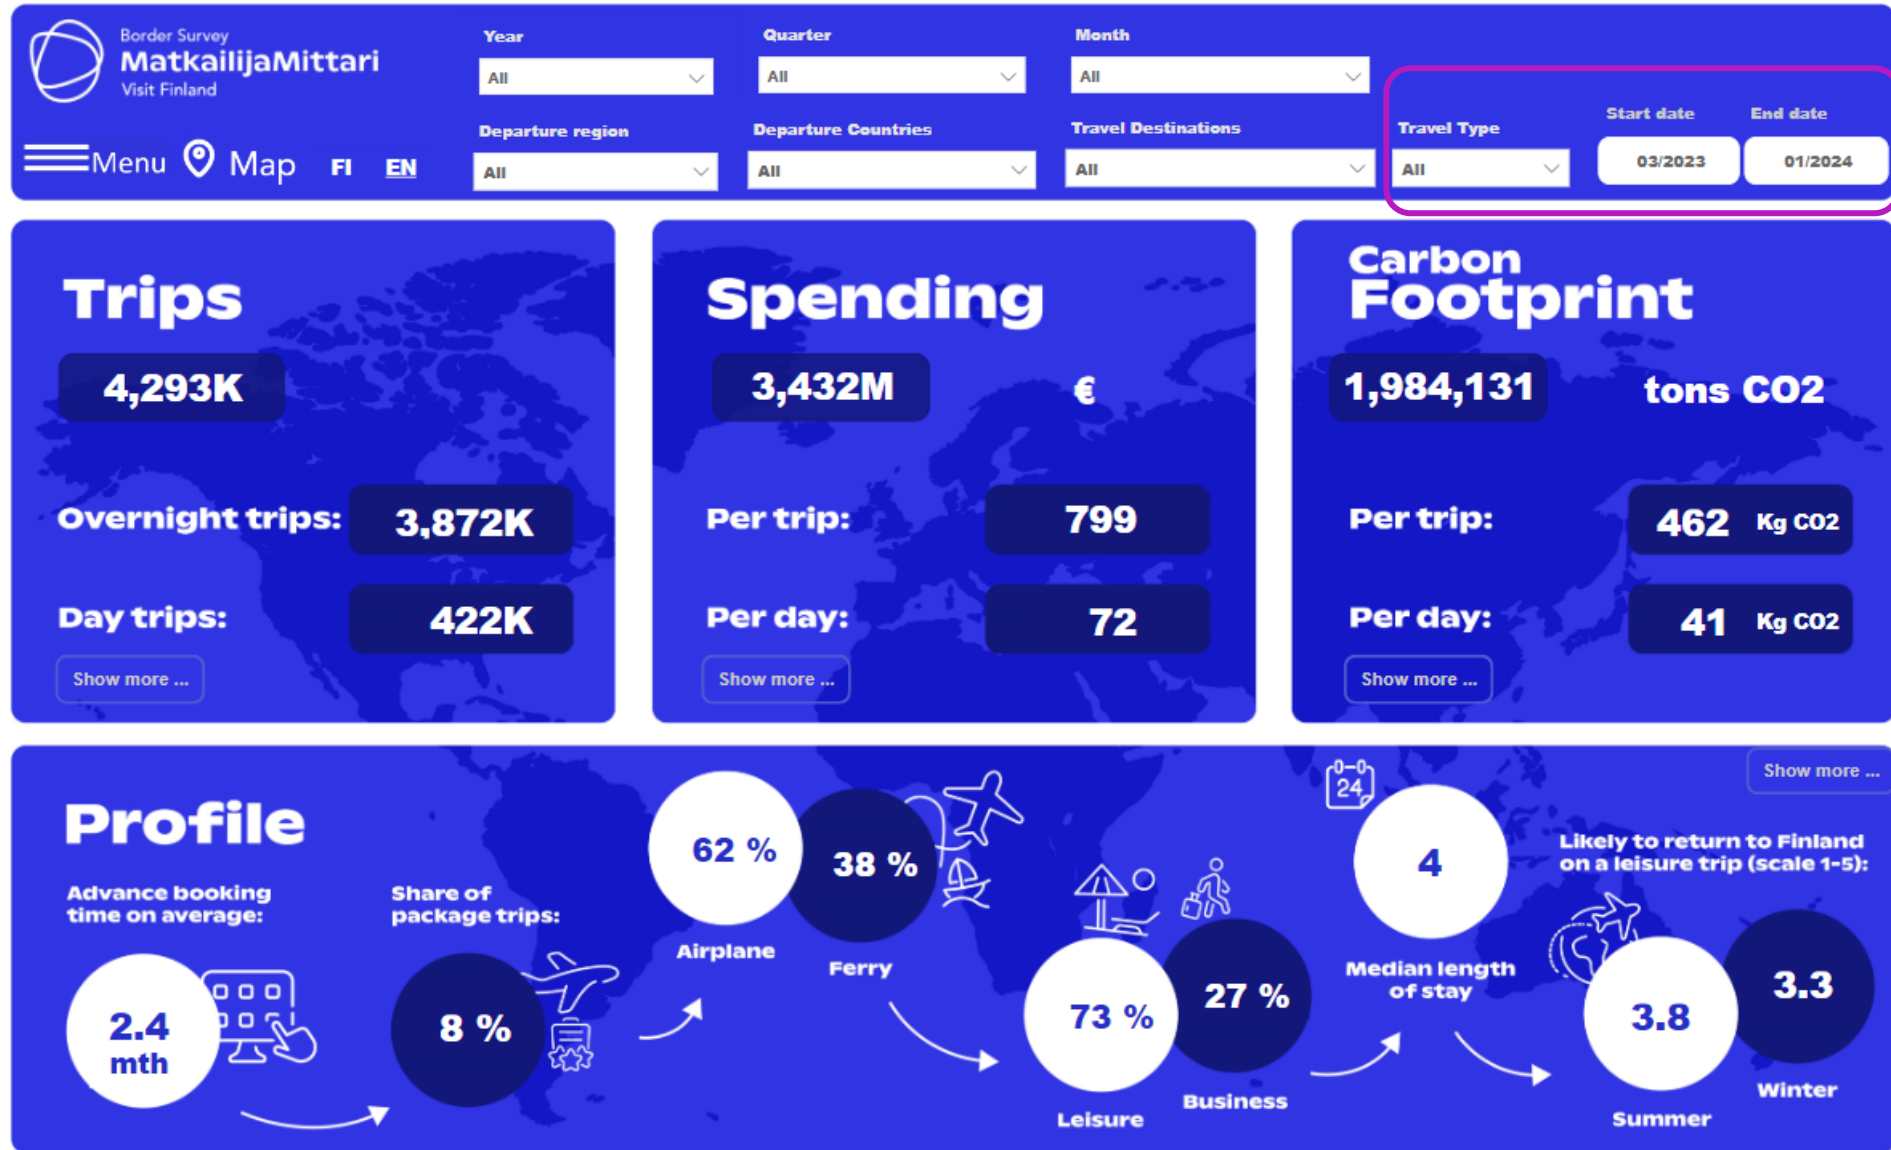 Border Survey
MatkailijaMittari
Visit Finland
Menu Map FI EN
Year
All
Quarter
All
Month
All
Departure region
All
Departure Countries
All
Travel Destinations
All
Travel Type
All
Start date
03/2023
End date
01/2024
Trips
4,293K
Overnight trips: 3,872K
Day trips: 422K
Show more ...
Spending
3,432M €
Per trip: 799
Per day: 72
Show more ...
Carbon
Footprint
1,984,131 tons CO2
Per trip: 462 Kg CO2
Per day: 41 Kg CO2
Show more ...
Profile
Show more ...
Advance booking
time on average:
2.4
mth
Share of
package trips:
8 %
62 %
Airplane
38 %
Ferry
73 %
Leisure
27 %
Business
24
4
Median length
of stay
Likely to return to Finland
on a leisure trip (scale 1-5):
3.8
Summer
3.3
Winter